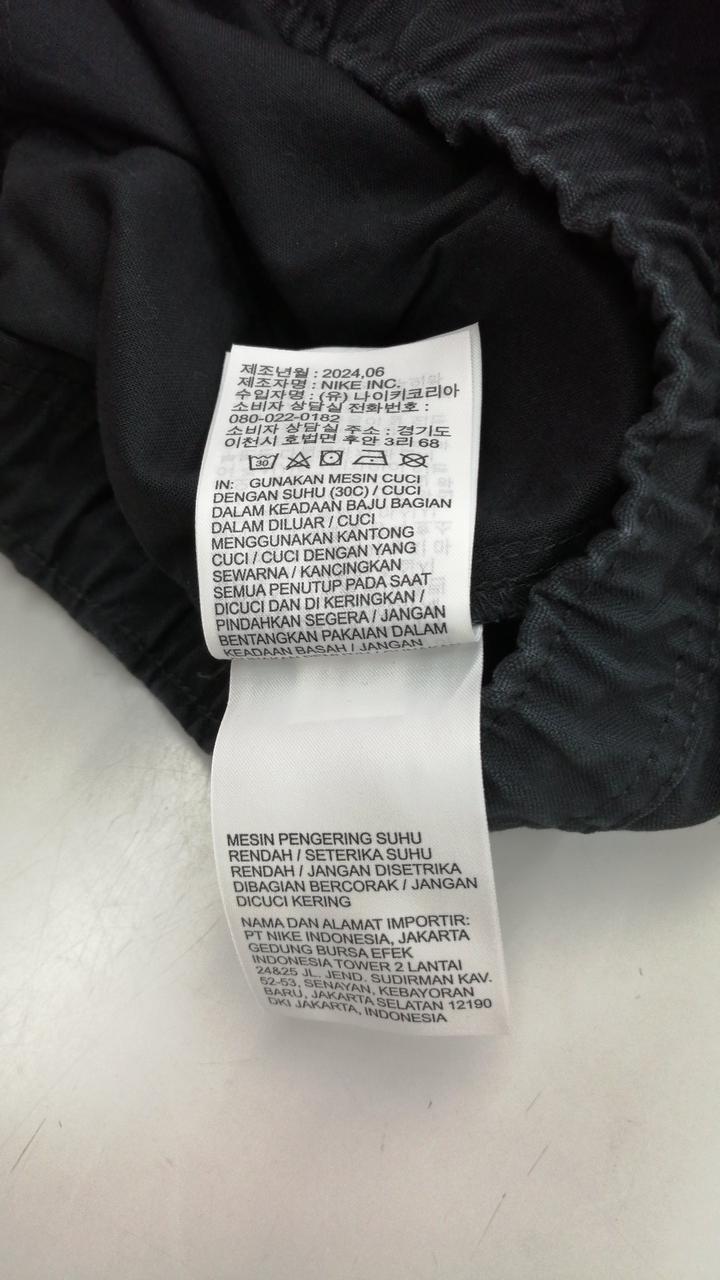 제조년월 : 2024.06
제조자명 : NIKE INC.
수입자명 : (유) 나이키코리아
소비자 상담실 전화번호 :
080-022-0182
소비자 상담실 주소 : 경기도
이천시 호법면 후안 3리 68
30
IN: GUNAKAN MESIN CUCI
DENGAN SUHU (30C) / CUCI
DALAM KEADAAN BAJU BAGIAN
DALAM DILUAR / CUCI
MENGGUNAKAN KANTONG
CUCI / CUCI DENGAN YANG
SEWARNA / KANCINGKAN
SEMUA PENUTUP PADA SAAT
DICUCI DAN DI KERINGKAN /
PINDAHKAN SEGERA / JANGAN
BENTANGKAN PAKAIAN DALAM
KEADAAN BASAH / JANGAN
MESIN PENGERING SUHU
RENDAH / SETERIKA SUHU
RENDAH / JANGAN DISETRIKA
DIBAGIAN BERCORAK / JANGAN
DICUCI KERING
NAMA DAN ALAMAT IMPORTIR:
PT NIKE INDONESIA, JAKARTA
GEDUNG BURSA EFEK
INDONESIA TOWER 2 LANTAI
24&25 JL. JEND. SUDIRMAN KAV.
52-53, SENAYAN, KEBAYORAN
BARU, JAKARTA SELATAN 12190
DKI JAKARTA, INDONESIA